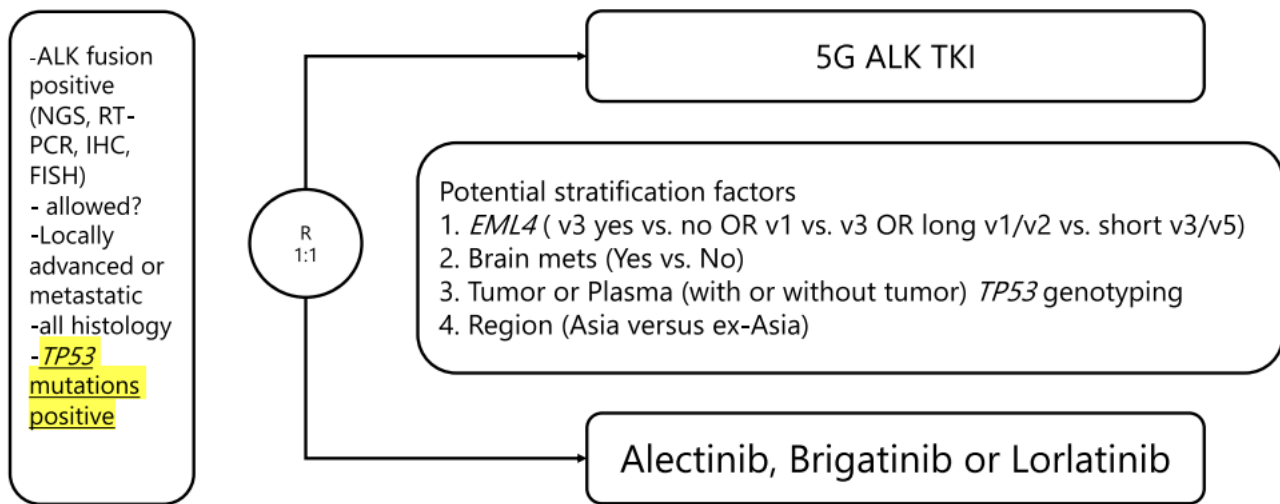 -ALK fusion
positive
(NGS, RT-
PCR, IHC,
FISH)
- allowed?
-Locally
advanced or
metastatic
-all histology
-TP53
mutations
positive
R
1:1
5G ALK TKI
Potential stratification factors
1. EML4 ( v3 yes vs. no OR v1 vs. v3 OR long v1/v2 vs. short v3/v5)
2. Brain mets (Yes vs. No)
3. Tumor or Plasma (with or without tumor) TP53 genotyping
4. Region (Asia versus ex-Asia)
Alectinib, Brigatinib or Lorlatinib